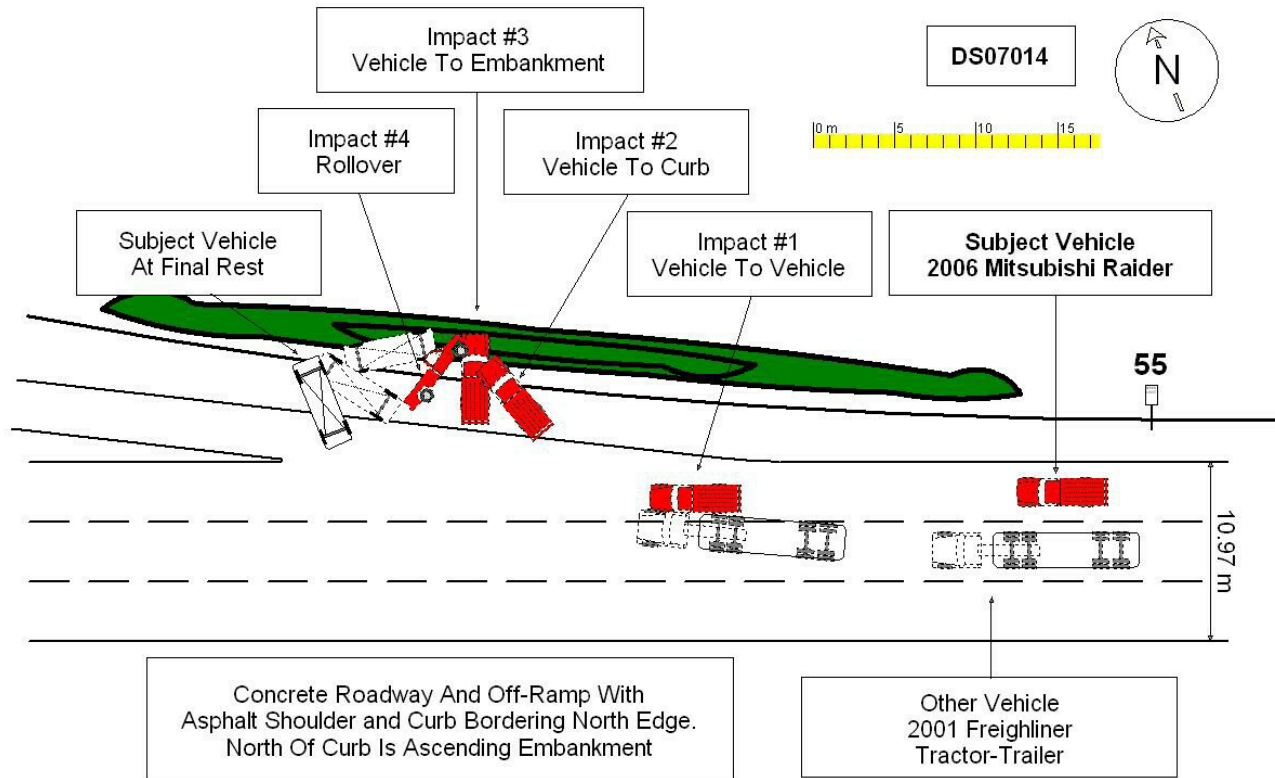 Impact #3
Vehicle To Embankment
DS07014
N
0 m 5 10 15
Impact #4
Rollover
Impact #2
Vehicle To Curb
Subject Vehicle
At Final Rest
Impact #1
Vehicle To Vehicle
Subject Vehicle
2006 Mitsubishi Raider
55
10.97 m
Concrete Roadway And Off-Ramp With
Asphalt Shoulder and Curb Bordering North Edge.
North Of Curb Is Ascending Embankment
Other Vehicle
2001 Freighliner
Tractor-Trailer